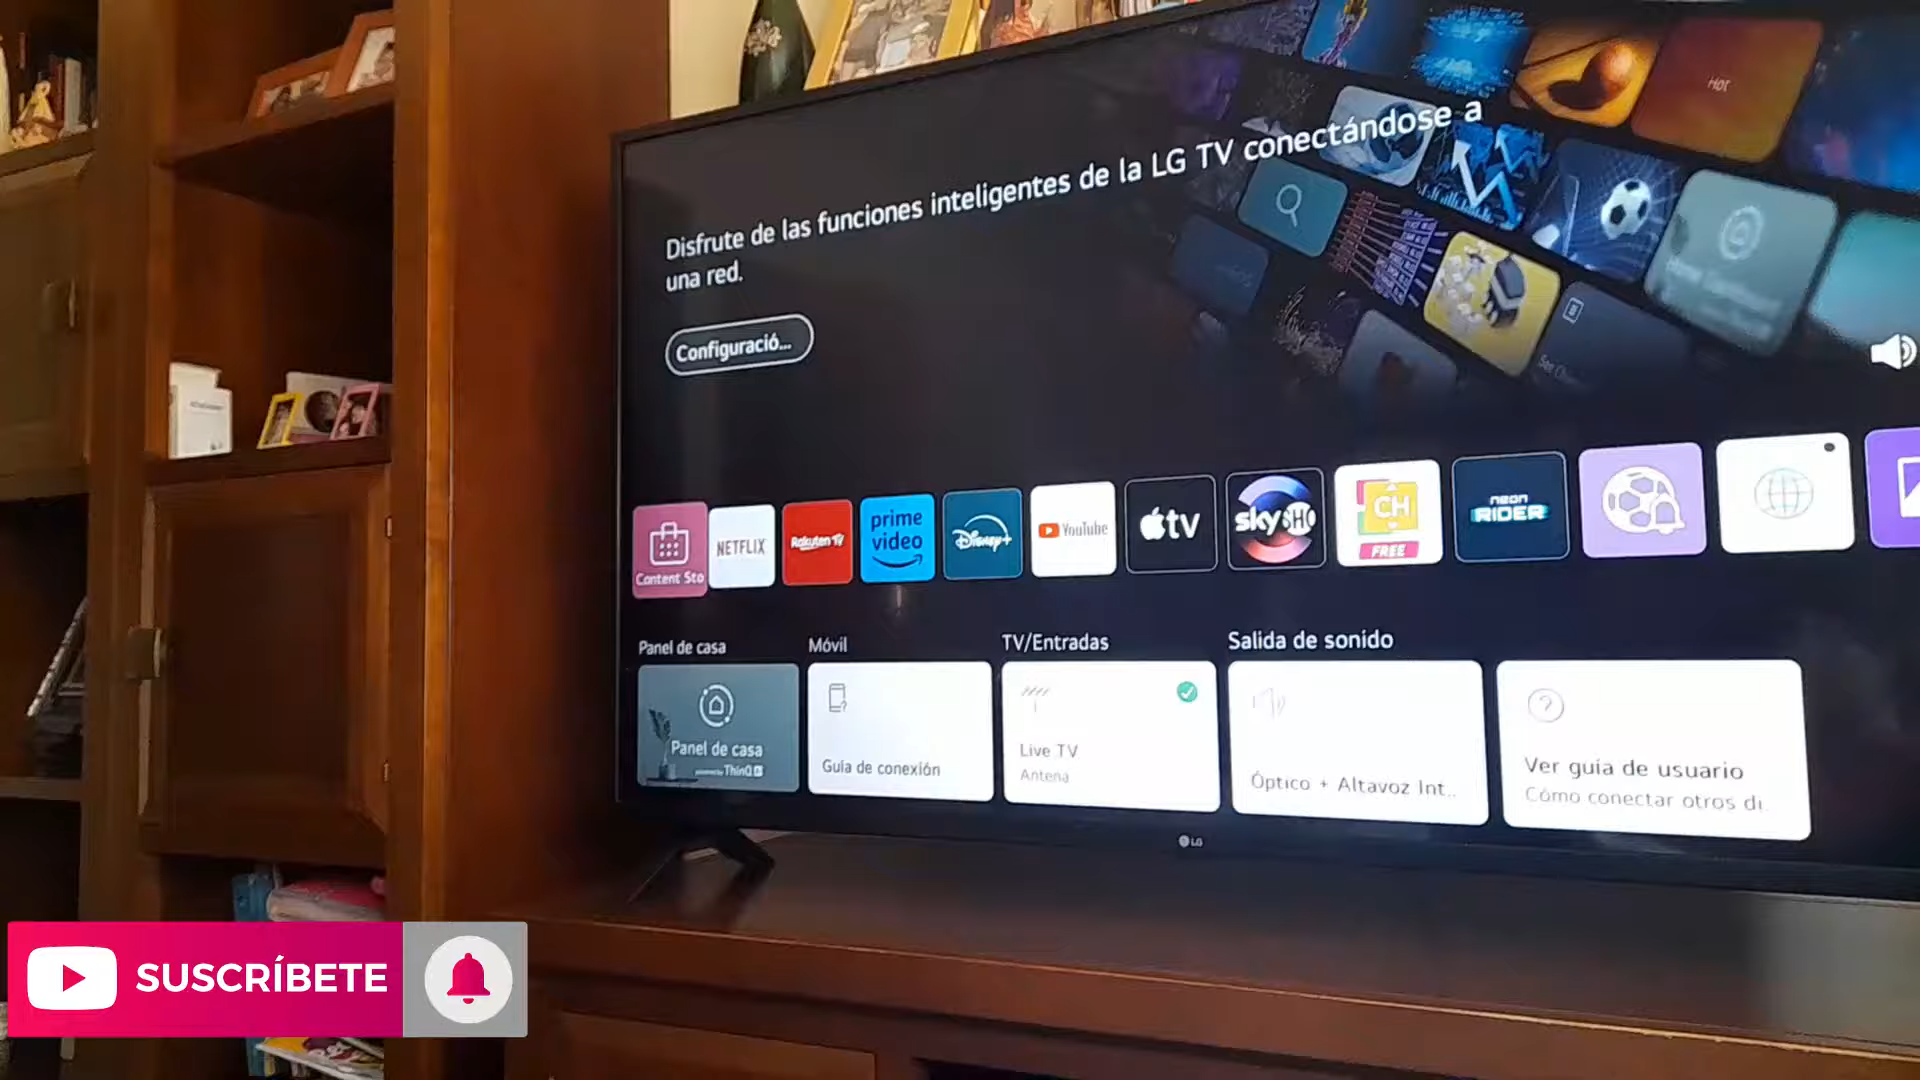 Disfrute de las funciones inteligentes de la LG TV conectándose a
una red.
Configuració...
Hot
Content Sto
NETFLIX
Rakuten TV
prime
video
Disney+
YouTube
tv
sky SHO
CH
FREE
neon
RIDER
Panel de casa
Móvil
TV/Entradas
Salida de sonido
Panel de casa
ThinQ
Guía de conexión
Live TV
Antena
Óptico + Altavoz Int..
Ver guía de usuario
Cómo conectar otros di
LG
SUSCRÍBETE